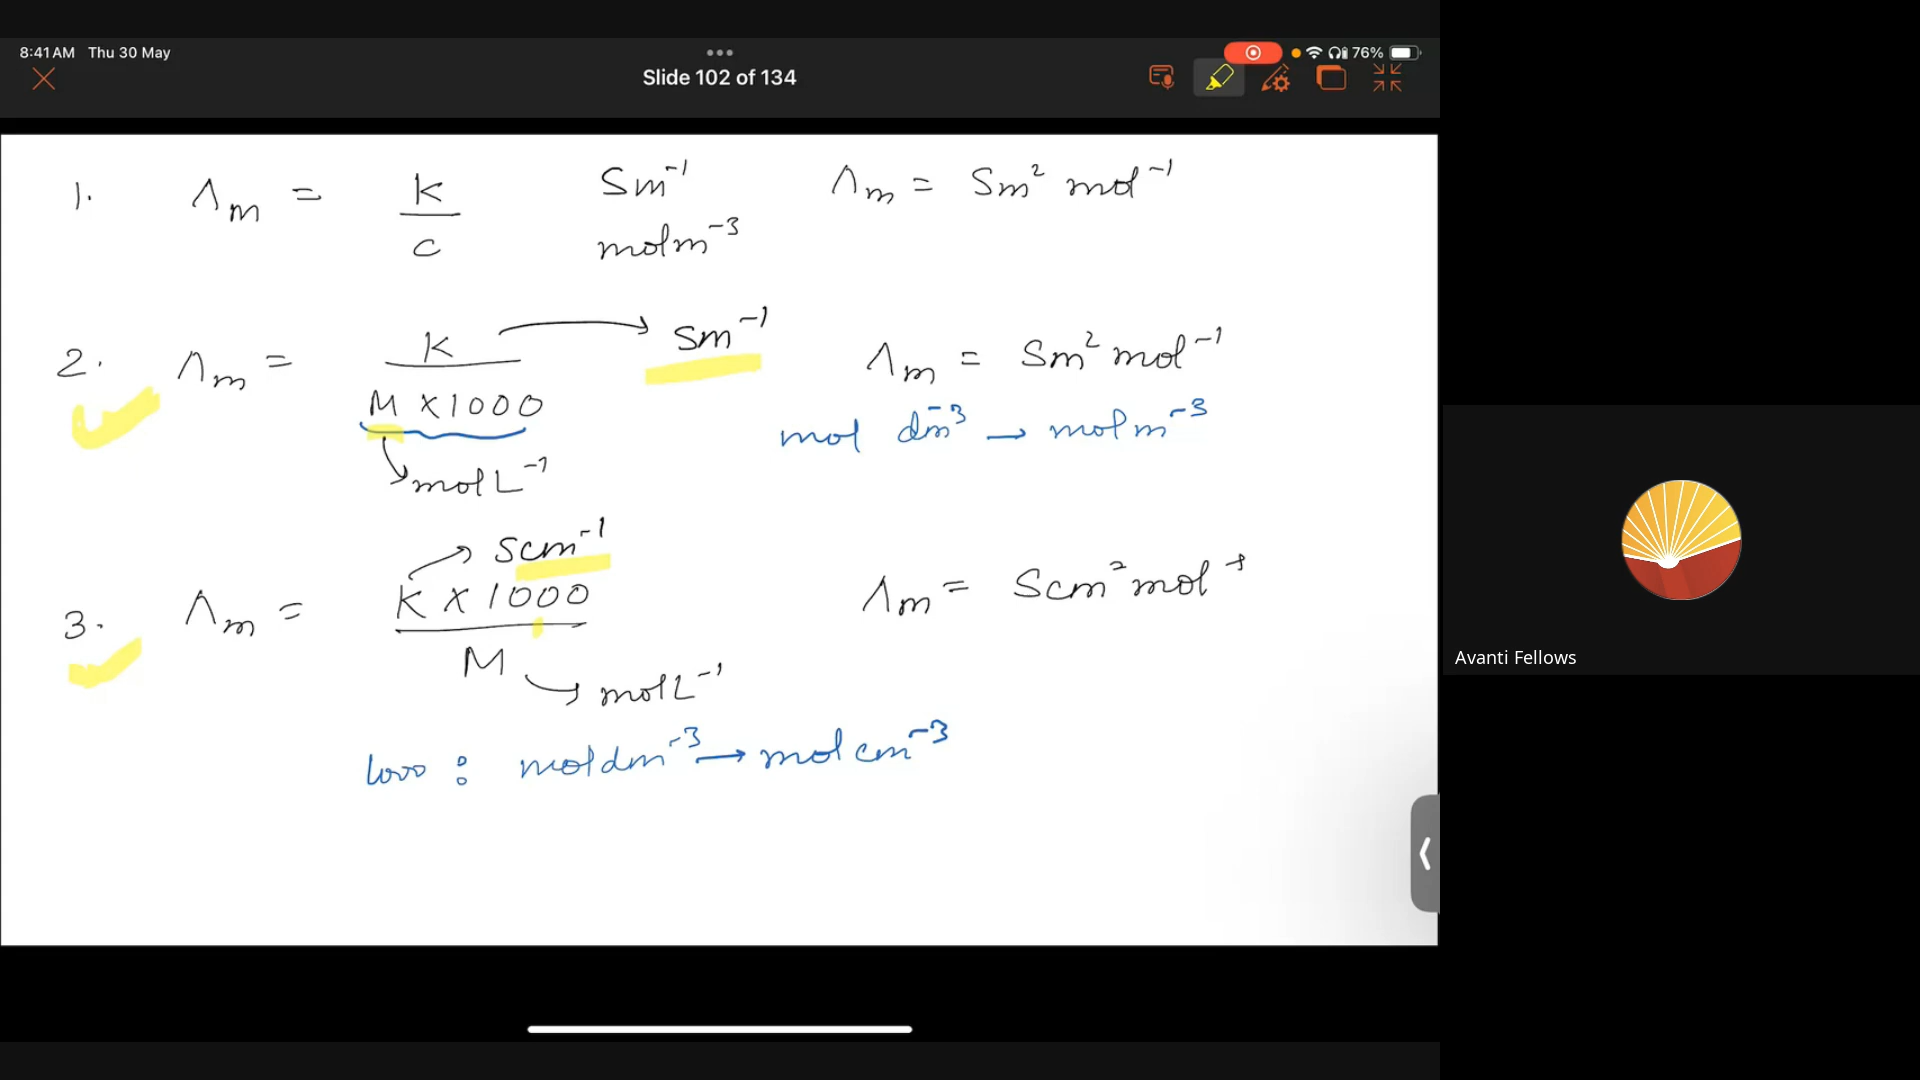 8:41 AM Thu 30 May
76%
Slide 102 of 134
1. Λm = K / C Sm⁻¹ / molm⁻³ Λm = Sm² mol⁻¹
2. Λm = K / M × 1000 → Sm⁻¹ Λm = Sm² mol⁻¹
mol dm⁻³ → mol m⁻³
→ mol L⁻¹
→ Scm⁻¹
3. Λm = K × 1000 / M Λm = Scm² mol⁻¹
→ mol L⁻¹
1000 : mol dm⁻³ → mol cm⁻³
Avanti Fellows